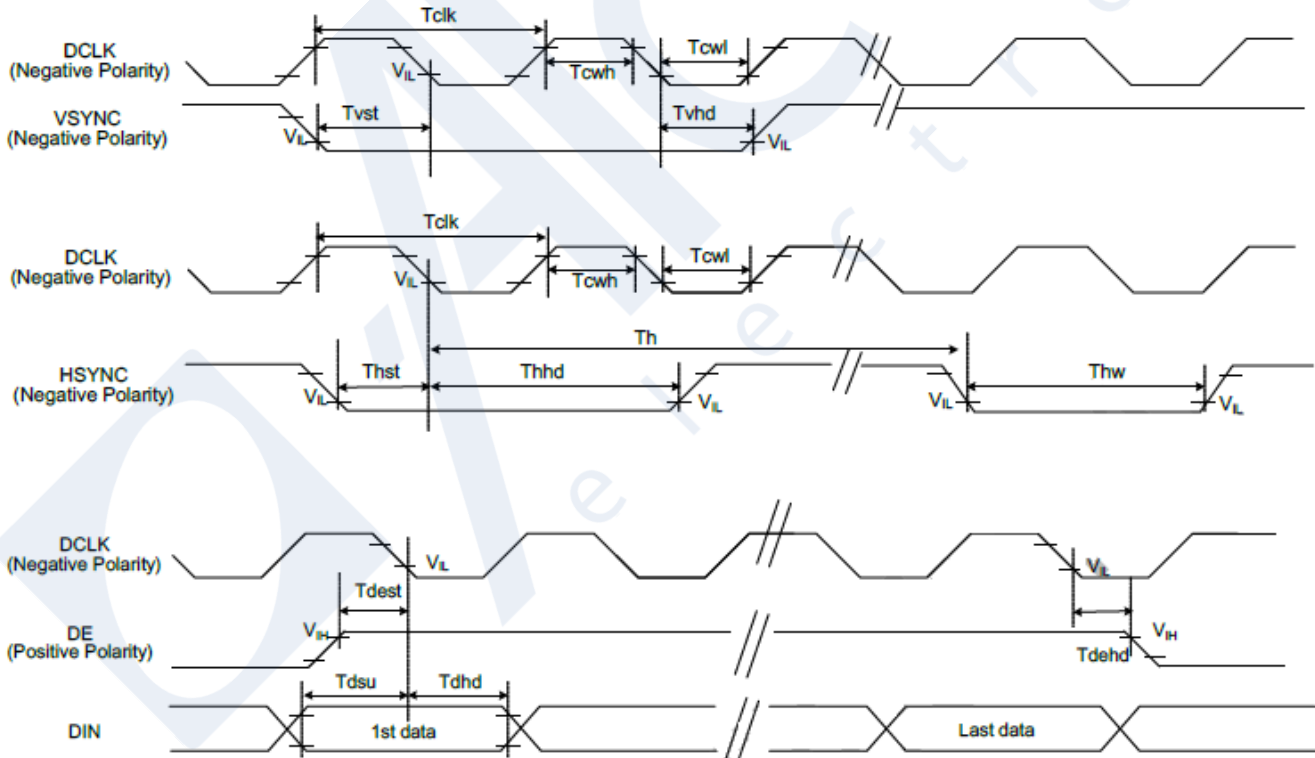 Tclk
DCLK
(Negative Polarity)
VIL
Tcwh
Tcwl
VSYNC
(Negative Polarity)
VIL
Tvst
Tvhd
VIL
Tclk
DCLK
(Negative Polarity)
VIL
Tcwh
Tcwl
Th
HSYNC
(Negative Polarity)
VIL
Thst
Thhd
VIL
VIL
Thw
VIL
DCLK
(Negative Polarity)
VIL
VIL
Tdest
DE
(Positive Polarity)
VIH
VIH
Tdehd
Tdsu
Tdhd
DIN
1st data
Last data